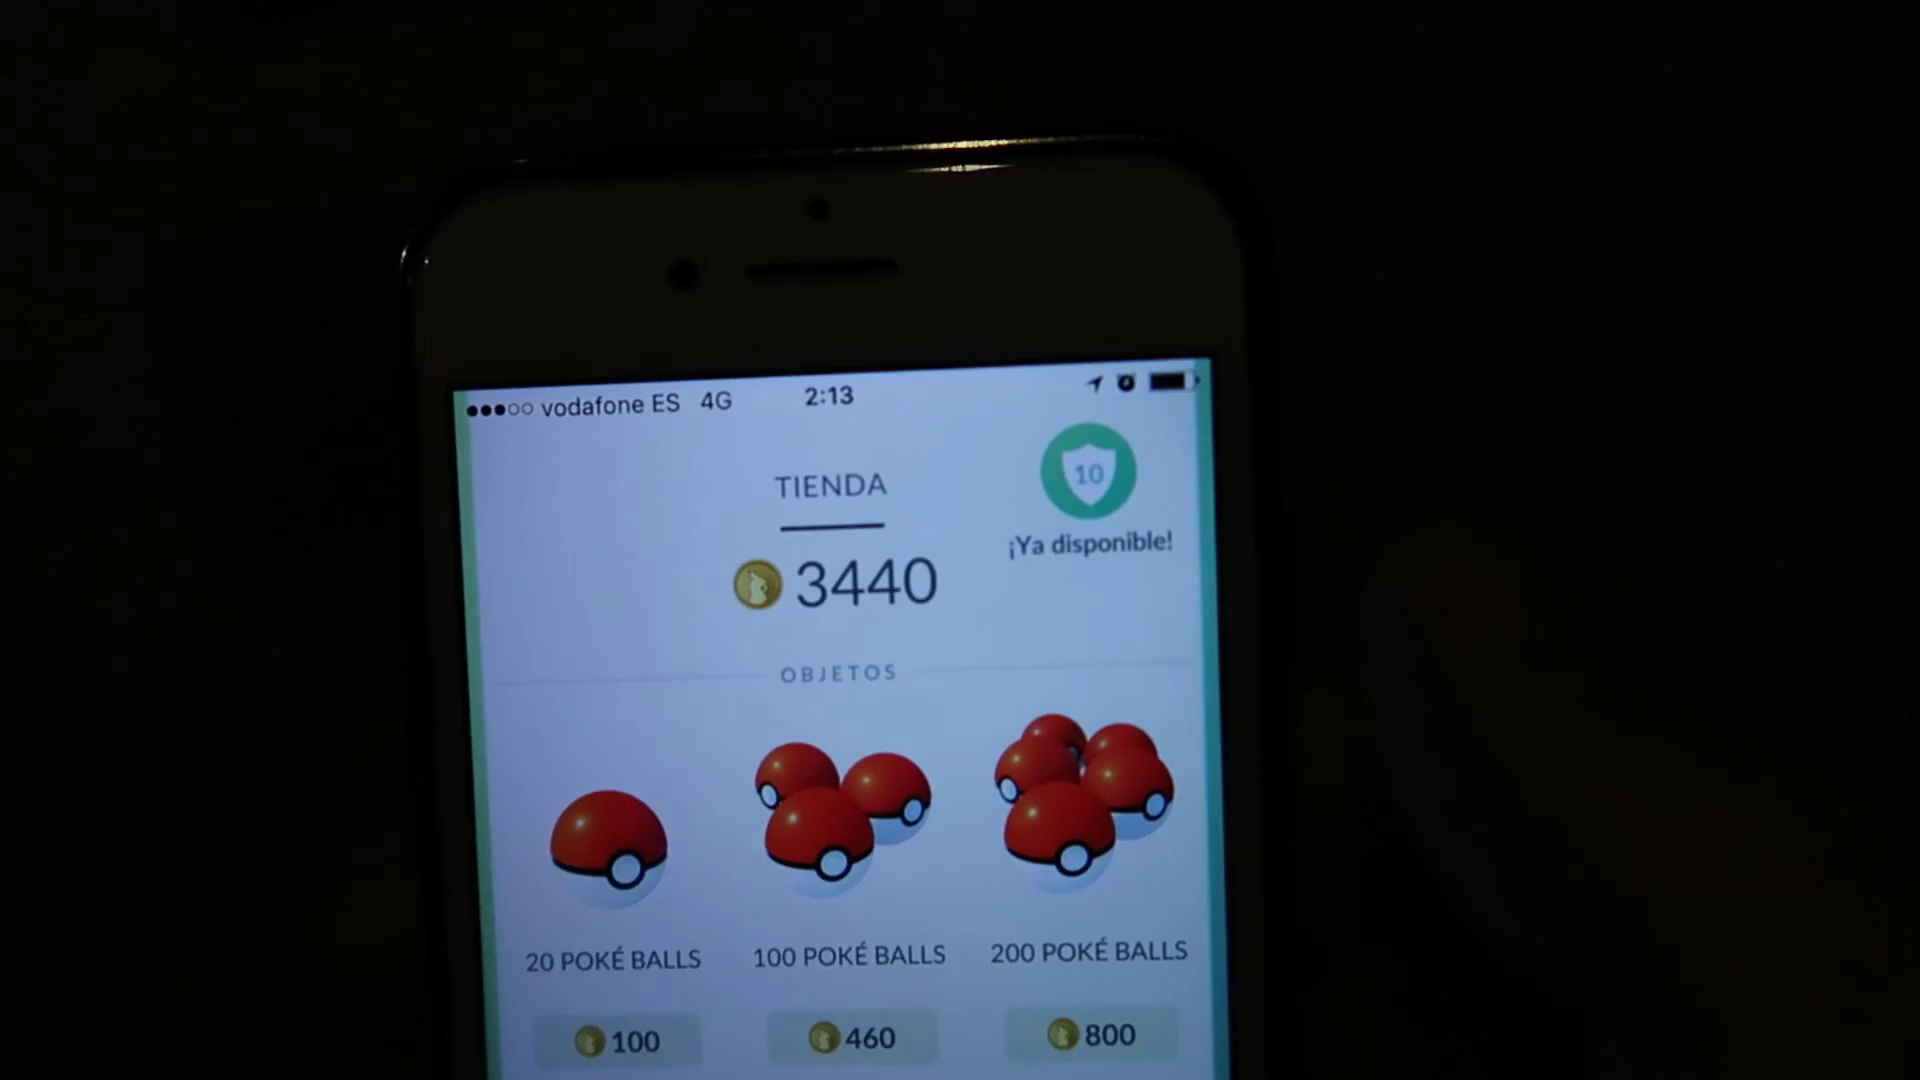 vodafone ES 4G 2:13
TIENDA
10
¡Ya disponible!
3440
OBJETOS
20 POKÉ BALLS
100 POKÉ BALLS
200 POKÉ BALLS
100
460
800